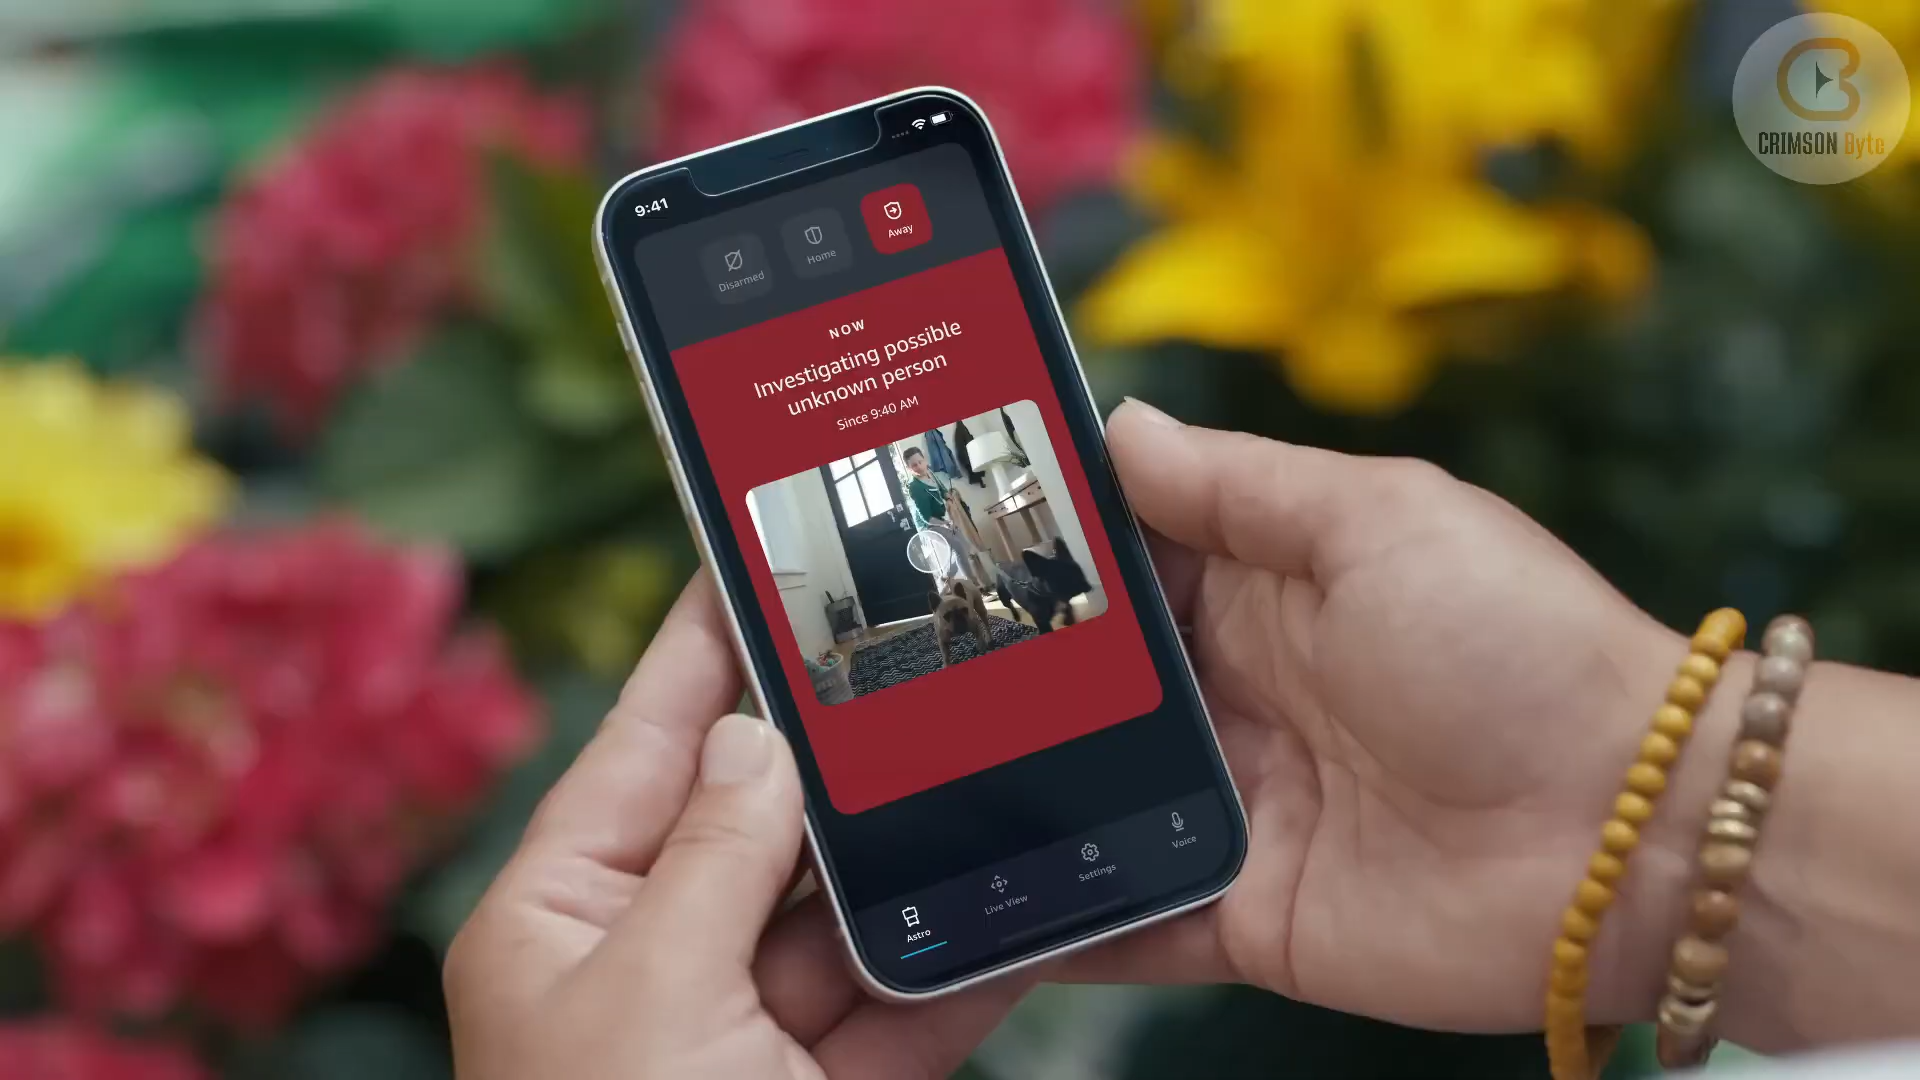 CRIMSON Byte
9:41
Disarmed
Home
Away
NOW
Investigating possible
unknown person
Since 9:40 AM
Astro
Live View
Settings
Voice